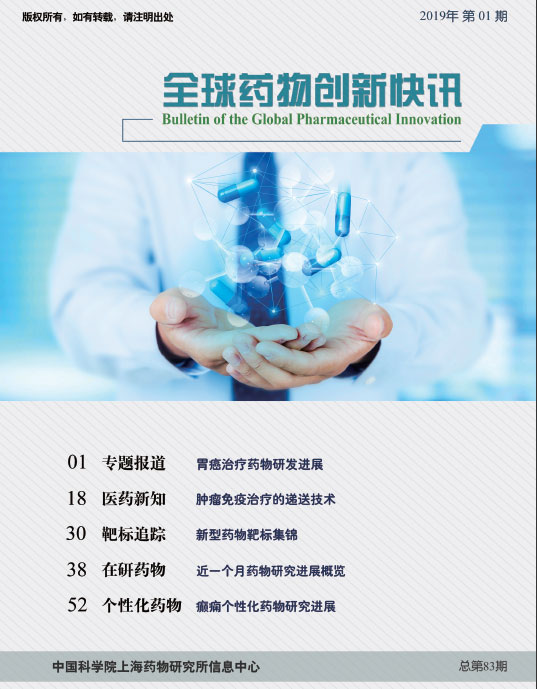 版权所有，如有转载，请注明出处
2019年 第 01 期
全球药物创新快讯
Bulletin of the Global Pharmaceutical Innovation
01 专题报道 胃癌治疗药物研发进展
18 医药新知 肿瘤免疫治疗的递送技术
30 靶标追踪 新型药物靶标集锦
38 在研药物 近一个月药物研究进展概览
52 个性化药物 癫痫个性化药物研究进展
中国科学院上海药物研究所信息中心 总第83期